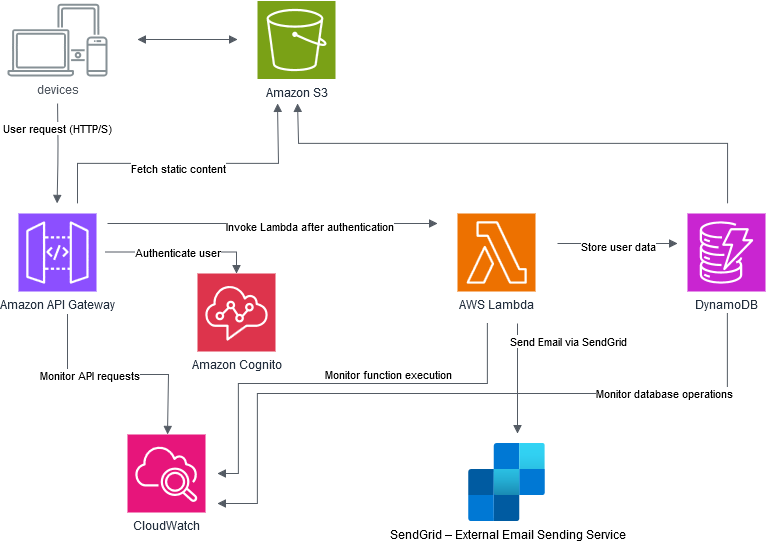 devices
Amazon S3
User request (HTTP/S)
Fetch static content
Invoke Lambda after authentication
Store user data
Authenticate user
Amazon API Gateway
AWS Lambda
DynamoDB
Send Email via SendGrid
Amazon Cognito
Monitor API requests
Monitor function execution
Monitor database operations
CloudWatch
SendGrid – External Email Sending Service